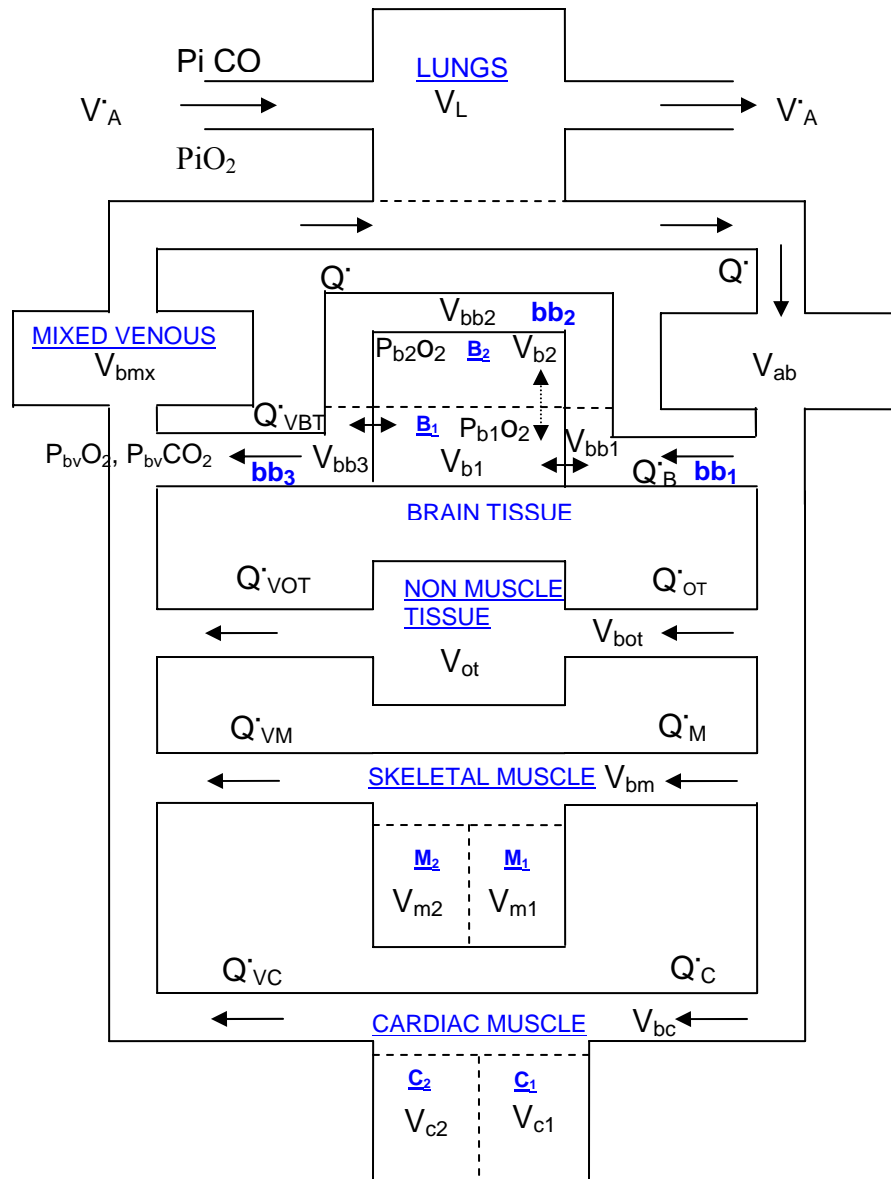 Pi CO
LUNGS
V˙A
VL
V˙A
PiO2
Q˙
Q˙
Vbb2 bb2
MIXED VENOUS
Vbmx
Pb2O2 B2 Vb2
Vab
Q˙VBT
B1 Pb1O2
PbvO2, PbvCO2
Vbb3
Vb1
Vbb1
bb3
Q˙B
bb1
BRAIN TISSUE
Q˙VOT
NON MUSCLE
TISSUE
Q˙OT
Vbot
Vot
Q˙VM
Q˙M
SKELETAL MUSCLE
Vbm
M2 M1
Vm2 Vm1
Q˙VC
Q˙C
CARDIAC MUSCLE
Vbc
C2 C1
Vc2 Vc1